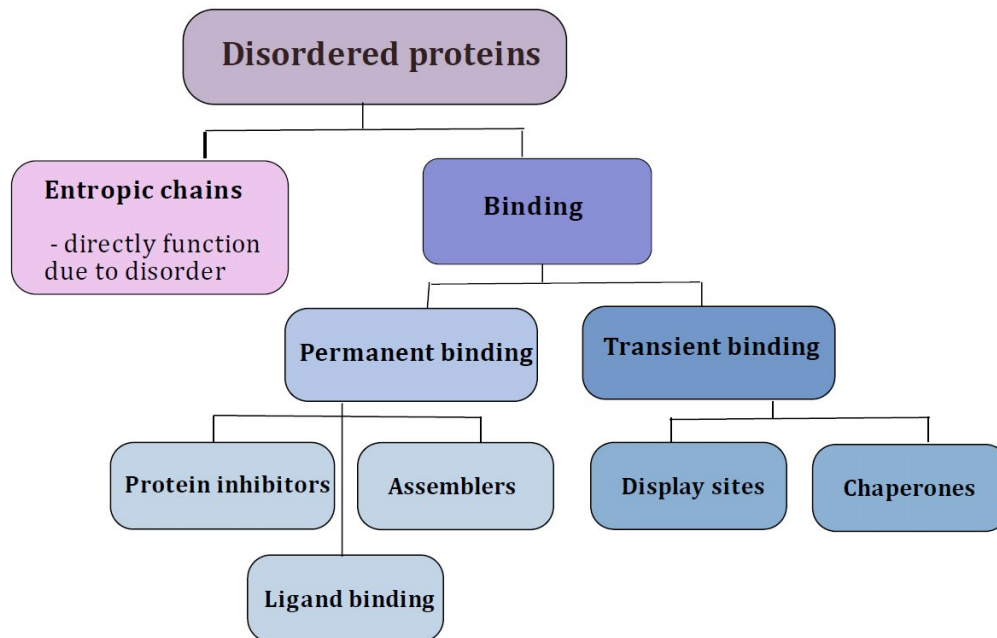 Disordered proteins
Entropic chains
- directly function
due to disorder
Binding
Permanent binding
Transient binding
Protein inhibitors
Assemblers
Display sites
Chaperones
Ligand binding